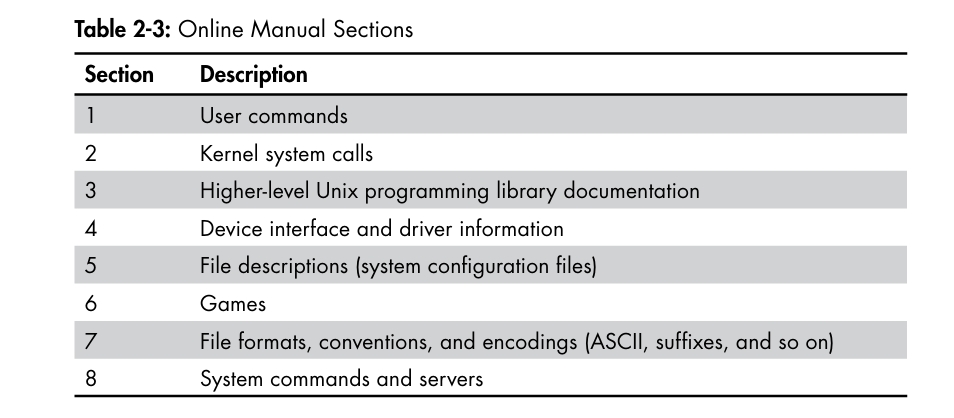 Table 2-3: Online Manual Sections
Section Description
1 User commands
2 Kernel system calls
3 Higher-level Unix programming library documentation
4 Device interface and driver information
5 File descriptions (system configuration files)
6 Games
7 File formats, conventions, and encodings (ASCII, suffixes, and so on)
8 System commands and servers